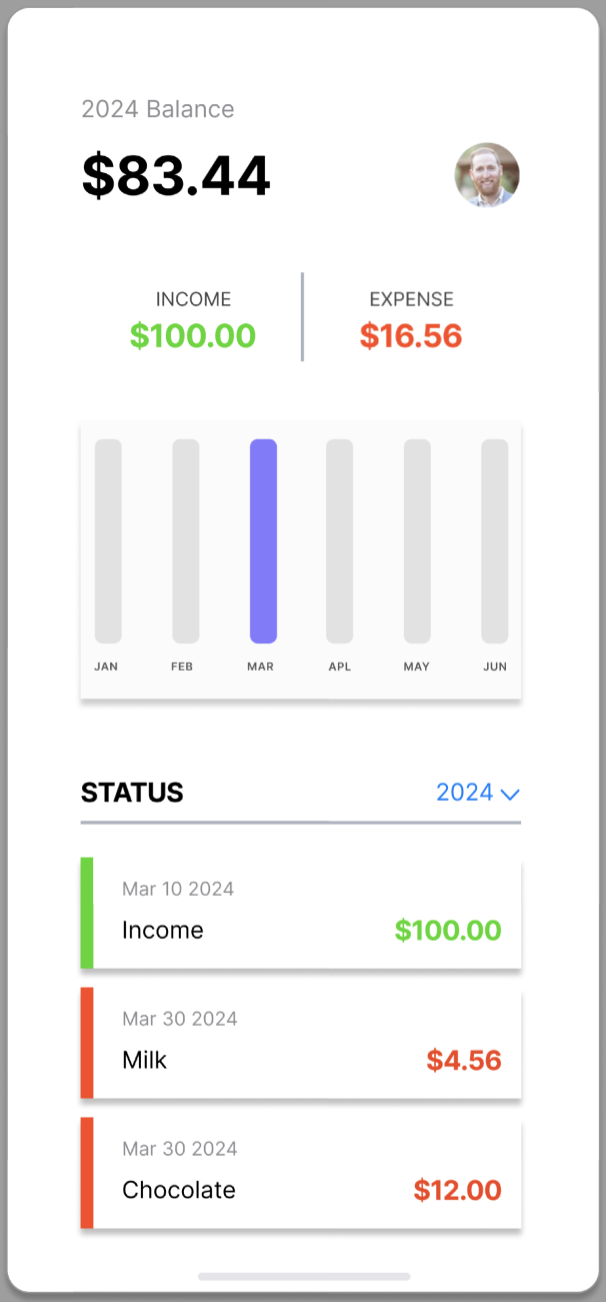 2024 Balance
$83.44
INCOME EXPENSE
$100.00 $16.56
JAN FEB MAR APL MAY JUN
STATUS 2024
Mar 10 2024
Income $100.00
Mar 30 2024
Milk $4.56
Mar 30 2024
Chocolate $12.00